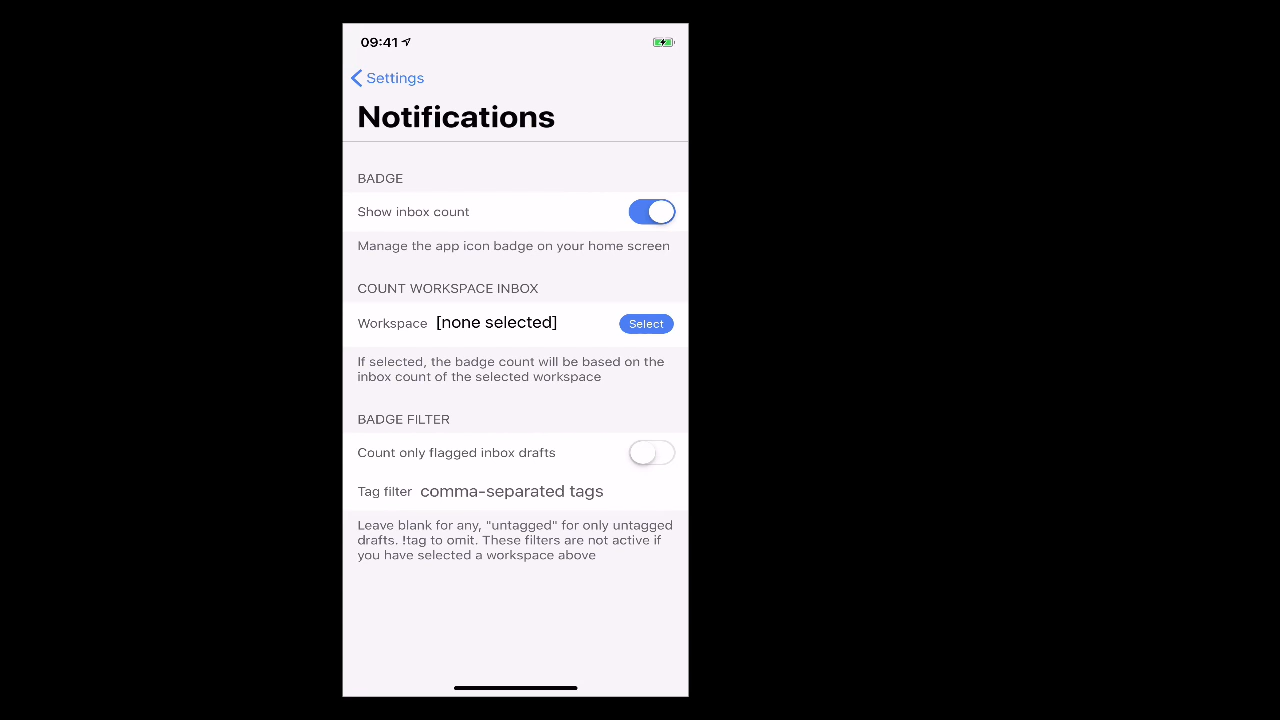 09:41
Settings
Notifications
BADGE
Show inbox count
Manage the app icon badge on your home screen
COUNT WORKSPACE INBOX
Workspace [none selected] Select
If selected, the badge count will be based on the
inbox count of the selected workspace
BADGE FILTER
Count only flagged inbox drafts
Tag filter comma-separated tags
Leave blank for any, "untagged" for only untagged
drafts. !tag to omit. These filters are not active if
you have selected a workspace above